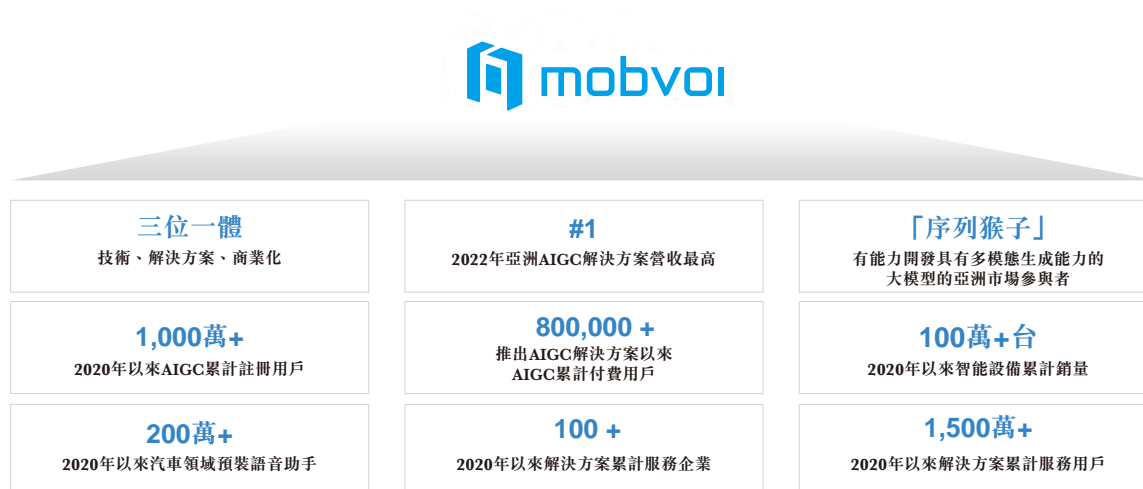 mobvoi
三位一體
技術、解決方案、商業化
#1
2022年亞洲AIGC解決方案營收最高
「序列猴子」
有能力開發具有多模態生成能力的
大模型的亞洲市場參與者
1,000萬+
2020年以來AIGC累計註冊用戶
800,000 +
推出AIGC解決方案以來
AIGC累計付費用戶
100萬+台
2020年以來智能設備累計銷量
200萬+
2020年以來汽車領域預裝語音助手
100 +
2020年以來解決方案累計服務企業
1,500萬+
2020年以來解決方案累計服務用戶